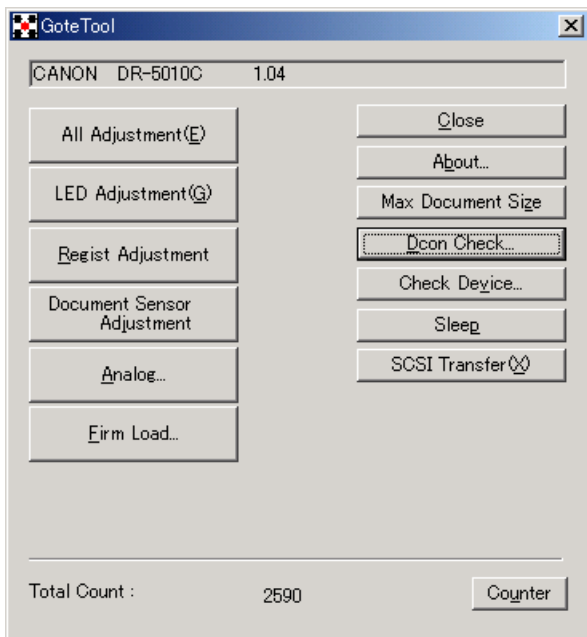 GoteTool
CANON DR-5010C 1.04
All Adjustment(E)
LED Adjustment(G)
Regist Adjustment
Document Sensor
Adjustment
Analog...
Firm Load...
Close
About...
Max Document Size
Dcon Check...
Check Device...
Sleep
SCSI Transfer(X)
Total Count :
2590
Counter